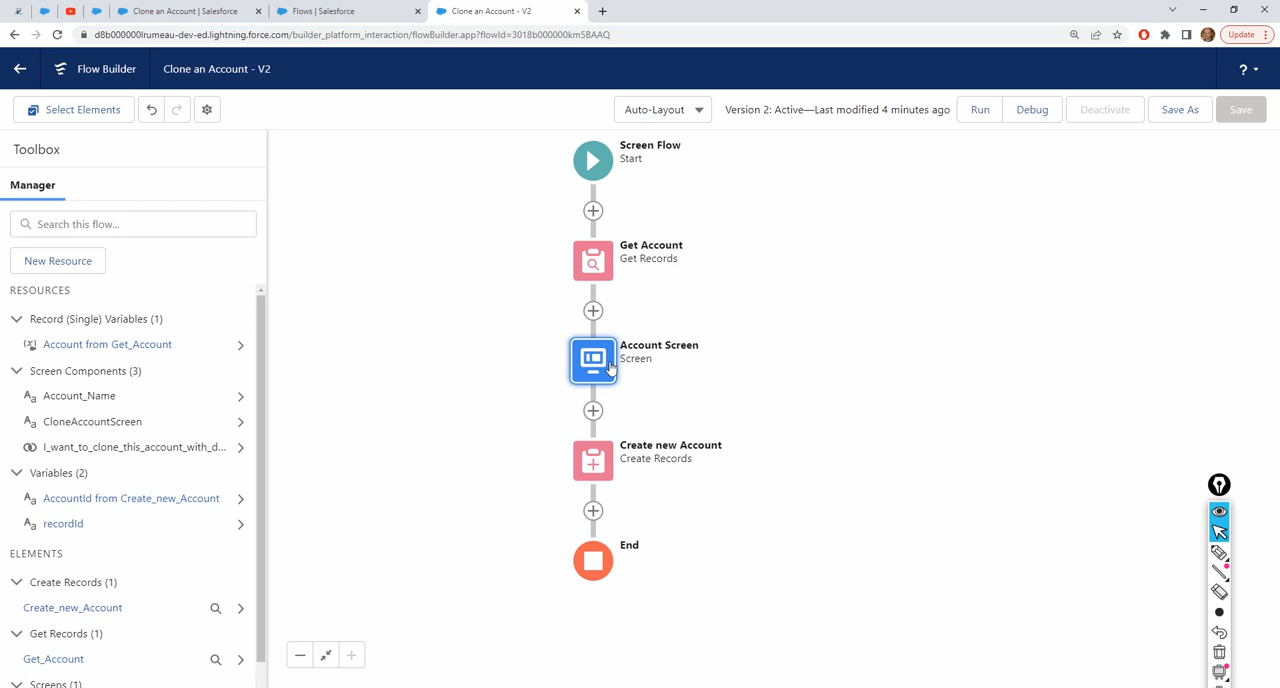 Clone an Account | Salesforce
Flows | Salesforce
Clone an Account - V2
d8b000000lrumeau-dev-ed.lightning.force.com/builder_platform_interaction/flowBuilder.app?flowId=3018b000000km5BAAQ
Update
Flow Builder
Clone an Account - V2
?
Select Elements
Auto-Layout
Version 2: Active—Last modified 4 minutes ago
Run
Debug
Deactivate
Save As
Save
Toolbox
Manager
Search this flow...
New Resource
RESOURCES
Record (Single) Variables (1)
Account from Get_Account
Screen Components (3)
Account_Name
CloneAccountScreen
I_want_to_clone_this_account_with_d...
Variables (2)
AccountId from Create_new_Account
recordId
ELEMENTS
Create Records (1)
Create_new_Account
Get Records (1)
Get_Account
Screens (1)
Screen Flow
Start
Get Account
Get Records
Account Screen
Screen
Create new Account
Create Records
End